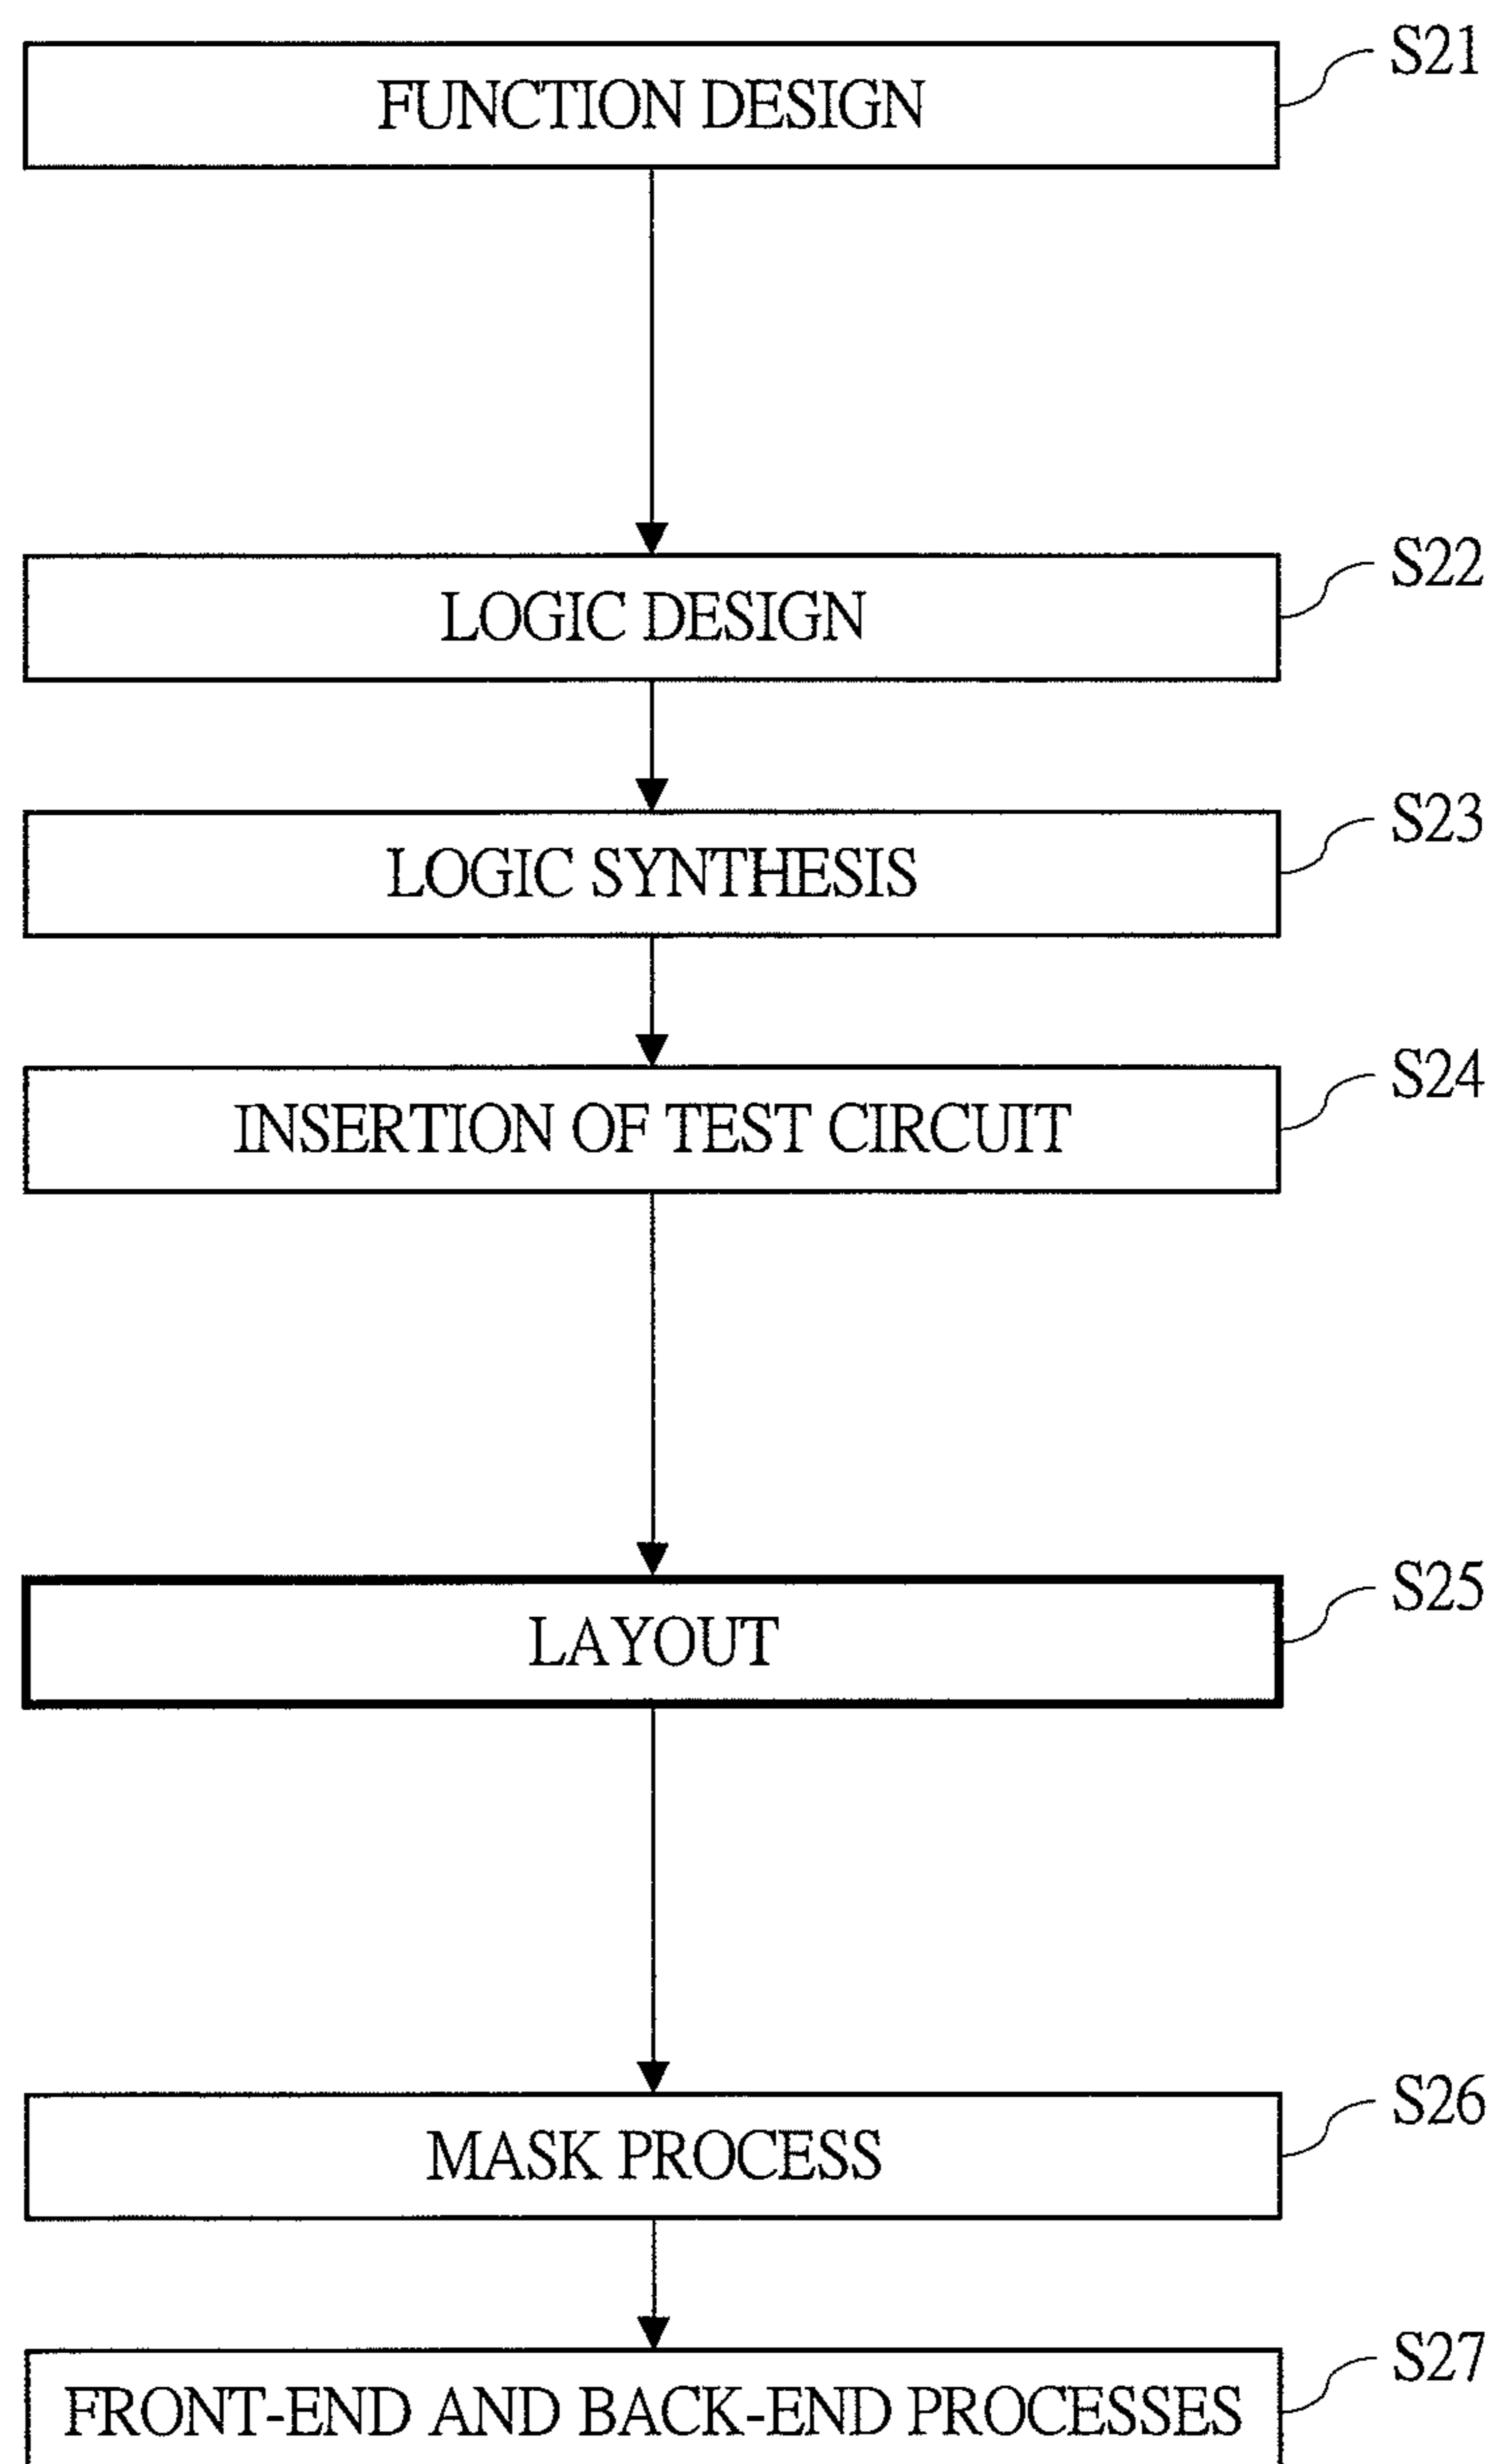 S21
FUNCTION DESIGN
S22
LOGIC DESIGN
S23
LOGIC SYNTHESIS
S24
INSERTION OF TEST CIRCUIT
S25
LAYOUT
S26
MASK PROCESS
S27
FRONT-END AND BACK-END PROCESSES